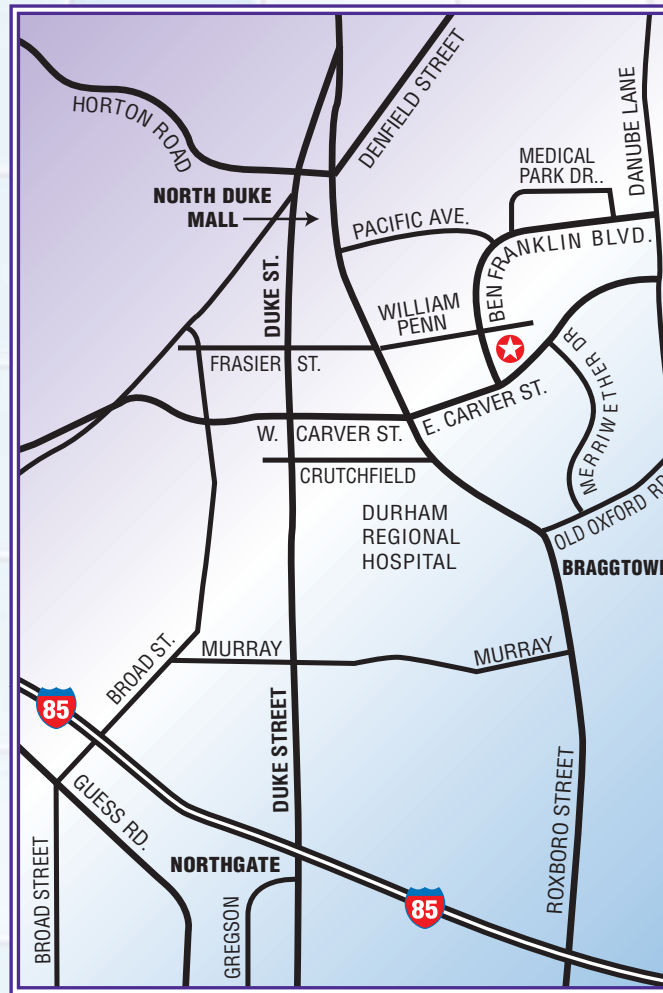 HORTON ROAD
DENFIELD STREET
DANUBE LANE
MEDICAL
PARK DR..
NORTH DUKE
MALL
PACIFIC AVE.
BEN FRANKLIN BLVD.
DUKE ST.
WILLIAM
PENN
FRASIER ST.
MERRIWETHER DR
E. CARVER ST.
W. CARVER ST.
CRUTCHFIELD
OLD OXFORD RD
DURHAM
REGIONAL
HOSPITAL
BRAGGTOWN
BROAD ST.
MURRAY
MURRAY
85
DUKE STREET
GUESS RD.
ROXBORO STREET
NORTHGATE
BROAD STREET
GREGSON
85